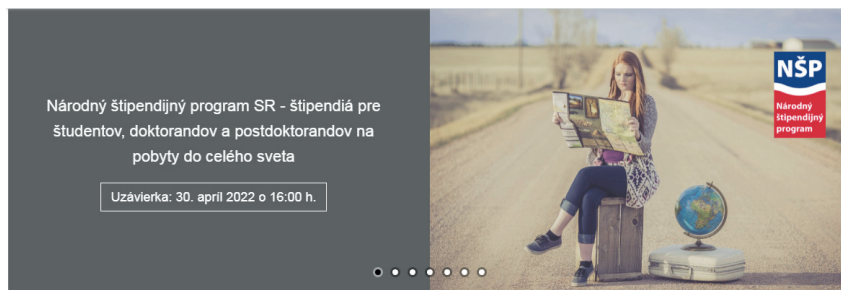 Národný štipendijný program SR - štipendiá pre
študentov, doktorandov a postdoktorandov na
pobyty do celého sveta
Uzávierka: 30. apríl 2022 o 16:00 h.
NŠP
Národný
štipendijný
program